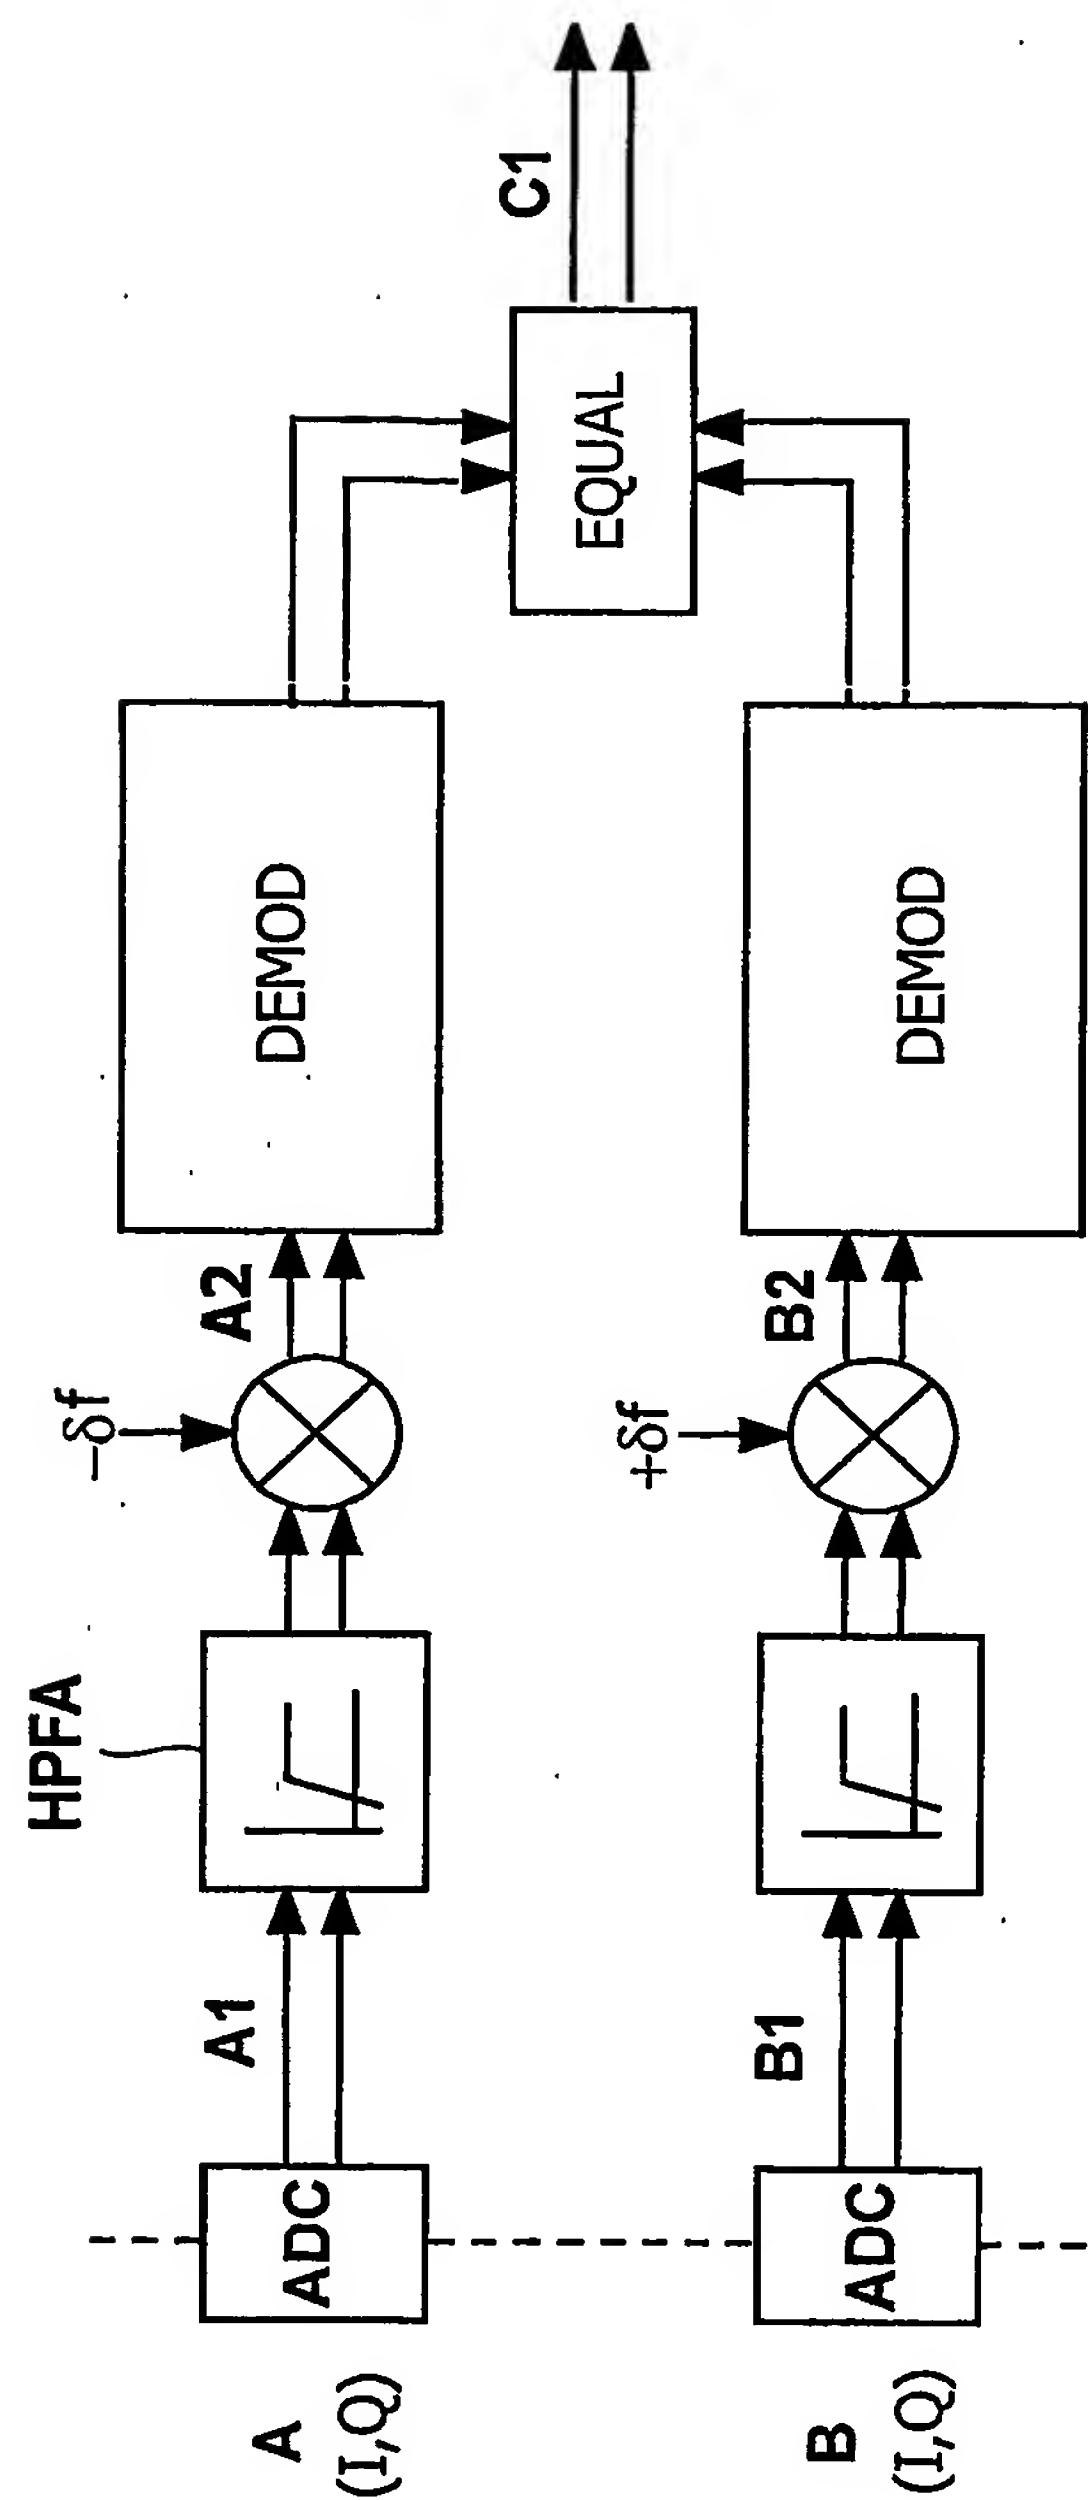 A
(I,Q)
ADC
A1
HPFA
−δf
A2
DEMOD
EQUAL
C1
B
(I,Q)
ADC
B1
+δf
B2
DEMOD